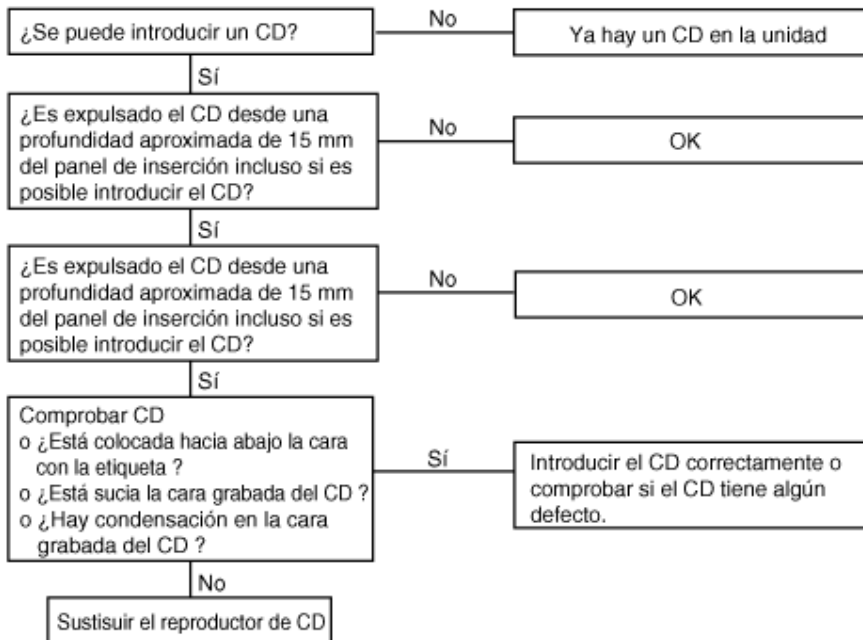 ¿Se puede introducir un CD?
No
Ya hay un CD en la unidad
Sí
¿Es expulsado el CD desde una
profundidad aproximada de 15 mm
del panel de inserción incluso si es
posible introducir el CD?
No
OK
Sí
¿Es expulsado el CD desde una
profundidad aproximada de 15 mm
del panel de inserción incluso si es
posible introducir el CD?
No
OK
Sí
Comprobar CD
o ¿Está colocada hacia abajo la cara
con la etiqueta ?
o ¿Está sucia la cara grabada del CD ?
o ¿Hay condensación en la cara
grabada del CD ?
Sí
Introducir el CD correctamente o
comprobar si el CD tiene algún
defecto.
No
Sustisuir el reproductor de CD